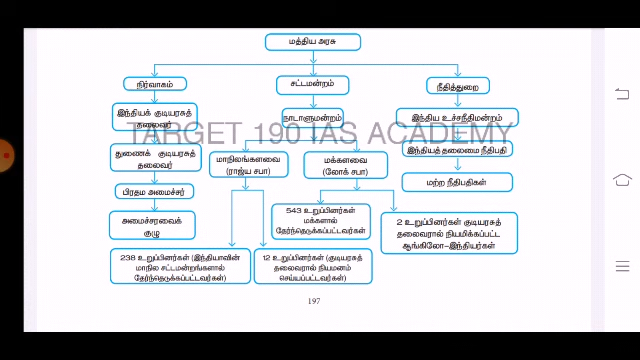 மத்திய அரசு
நிர்வாகம்
சட்டமன்றம்
நீதித்துறை
இந்தியக் குடியரசுத்
தலைவர்
நாடாளுமன்றம்
இந்திய உச்சநீதிமன்றம்
TARGET 190 IAS ACADEMY
துணைக் குடியரசுத்
தலைவர்
மாநிலங்களவை
(ராஜ்ய சபா)
மக்களவை
(லோக் சபா)
இந்தியத் தலைமை நீதிபதி
பிரதம அமைச்சர்
மற்ற நீதிபதிகள்
அமைச்சரவைக்
குழு
543 உறுப்பினர்கள்
மக்களால்
தேர்ந்தெடுக்கப்பட்டவர்கள்
2 உறுப்பினர்கள் குடியரசுத்
தலைவரால் நியமிக்கப்பட்ட
ஆங்கிலோ-இந்தியர்கள்
238 உறுப்பினர்கள் (இந்தியாவின்
மாநில சட்டமன்றங்களால்
தேர்ந்தெடுக்கப்பட்டவர்கள்)
12 உறுப்பினர்கள் (குடியரசுத்
தலைவரால் நியமனம்
செய்யப்பட்டவர்கள்)
197